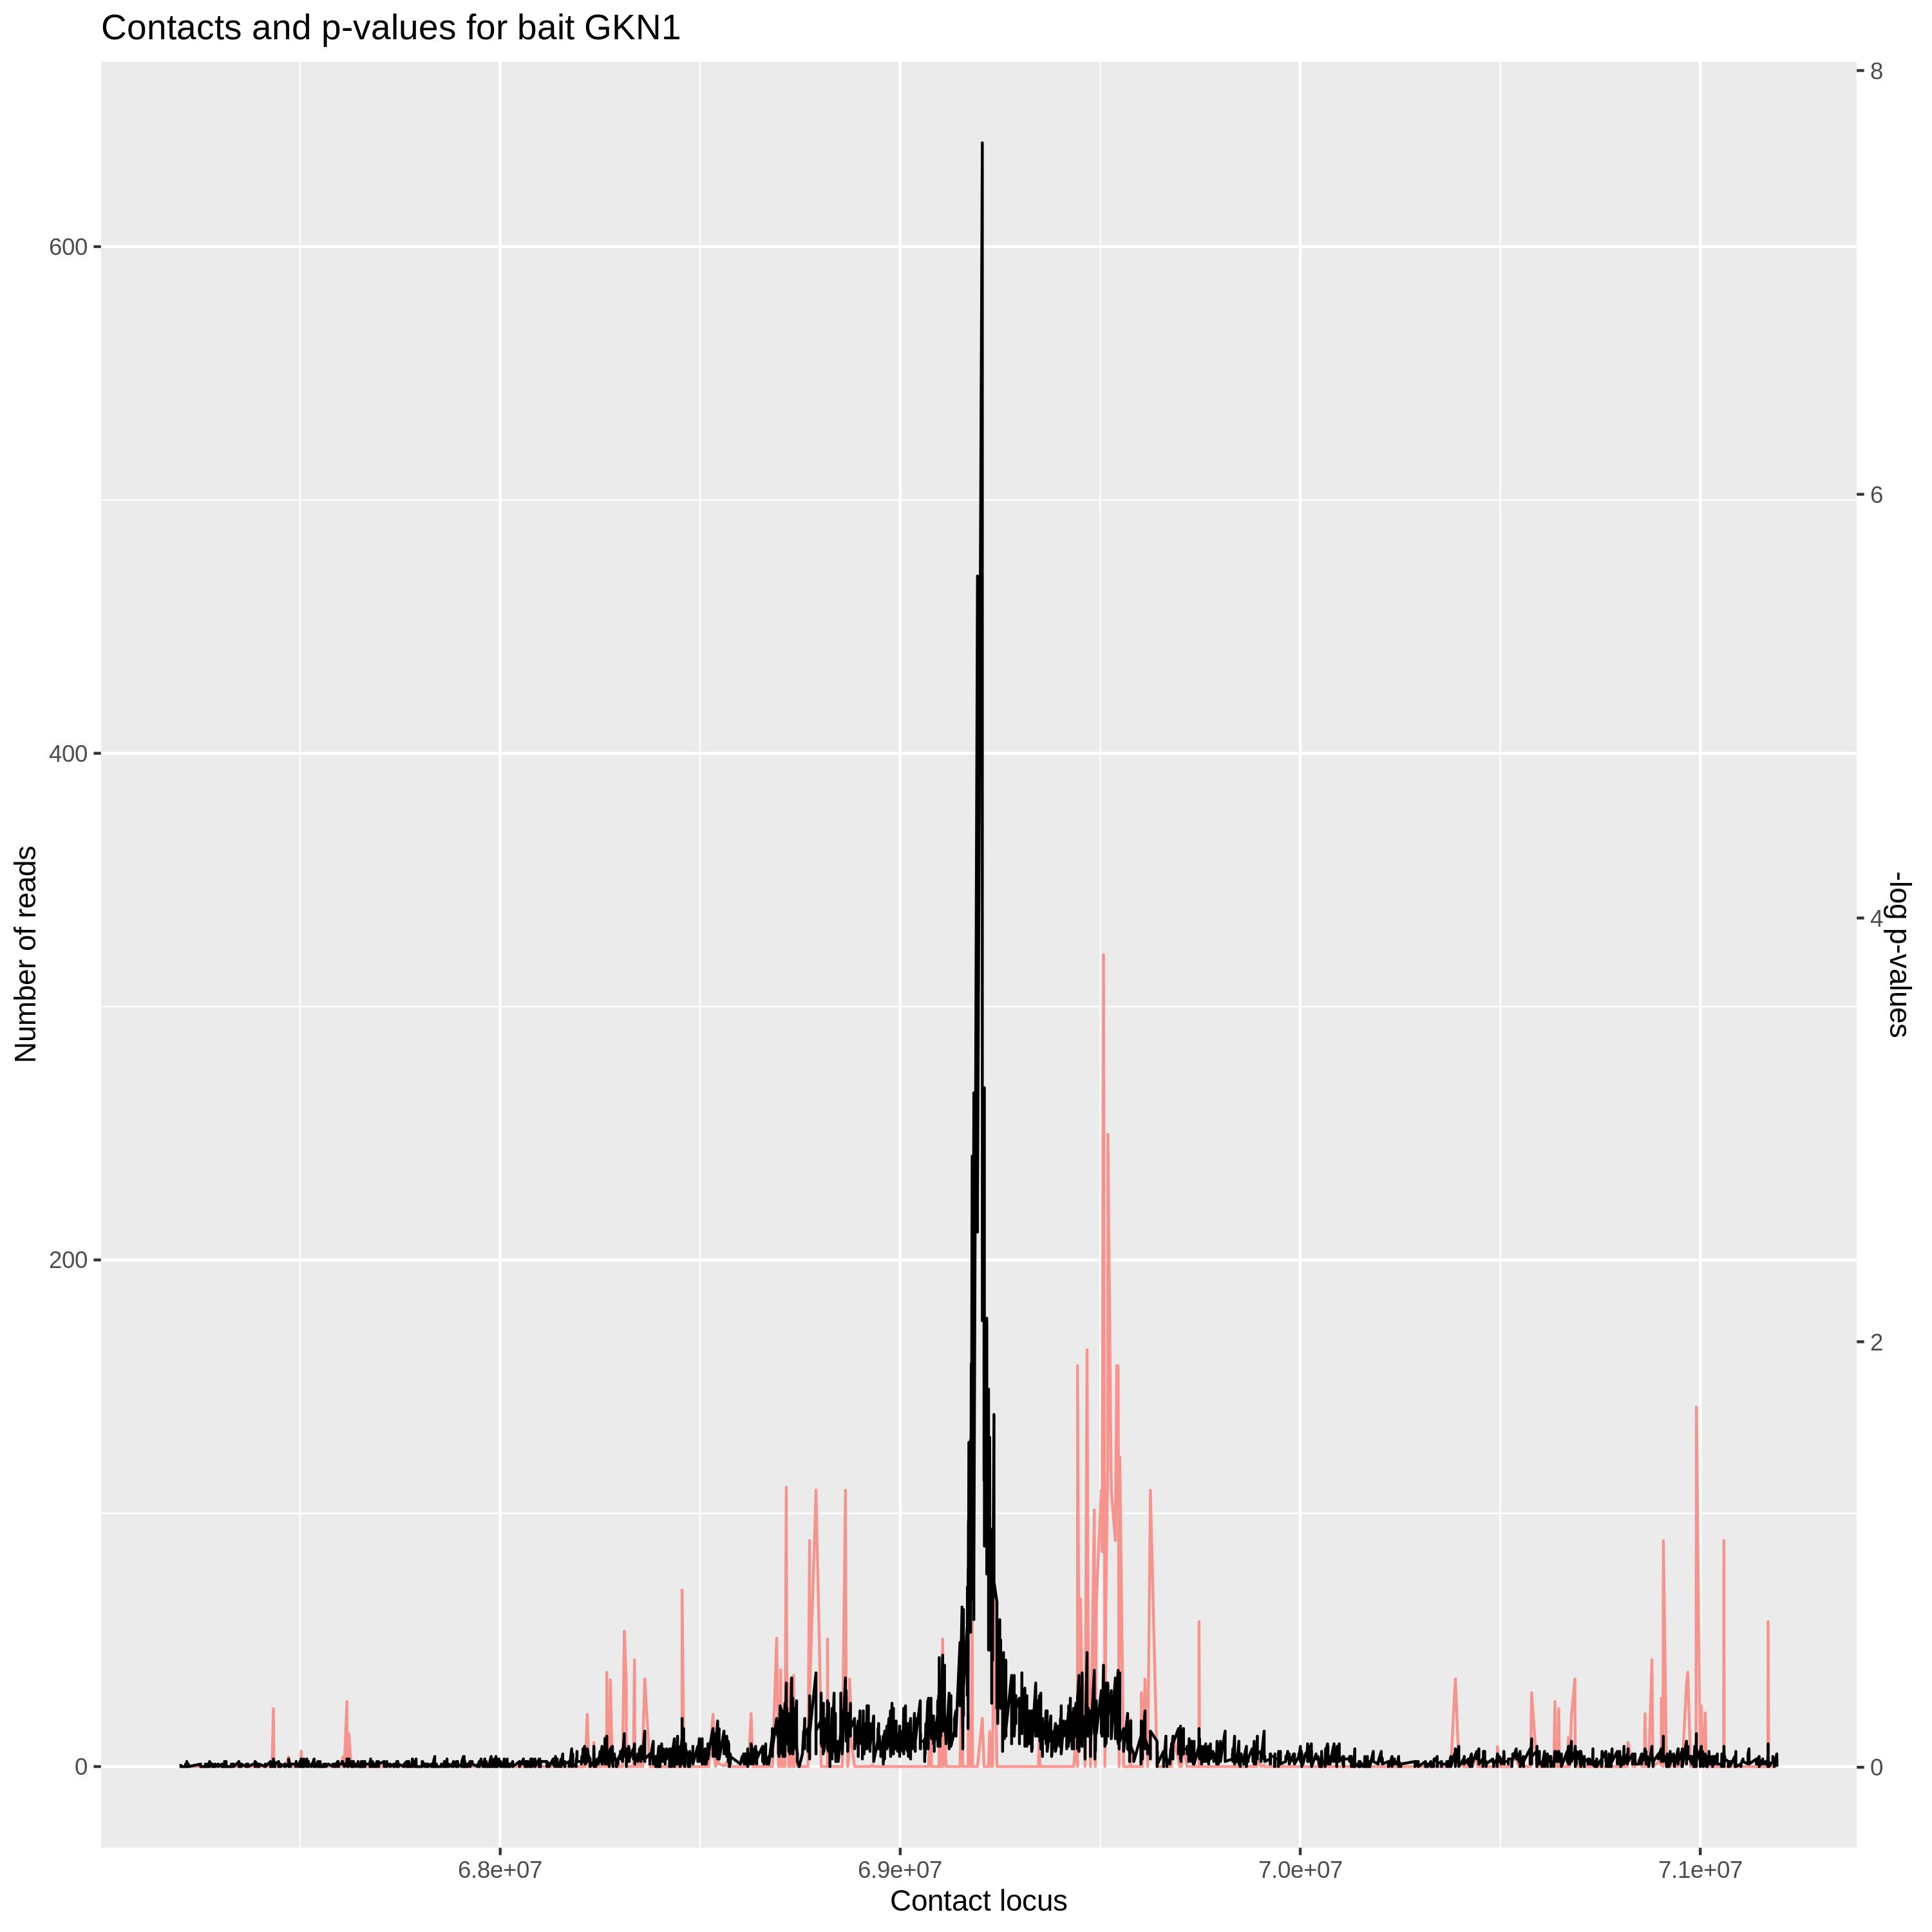 Contacts and p-values for bait GKN1
8
600
6
400
4
200
2
0
0
Number of reads
-log p-values
6.8e+07
6.9e+07
7.0e+07
7.1e+07
Contact locus